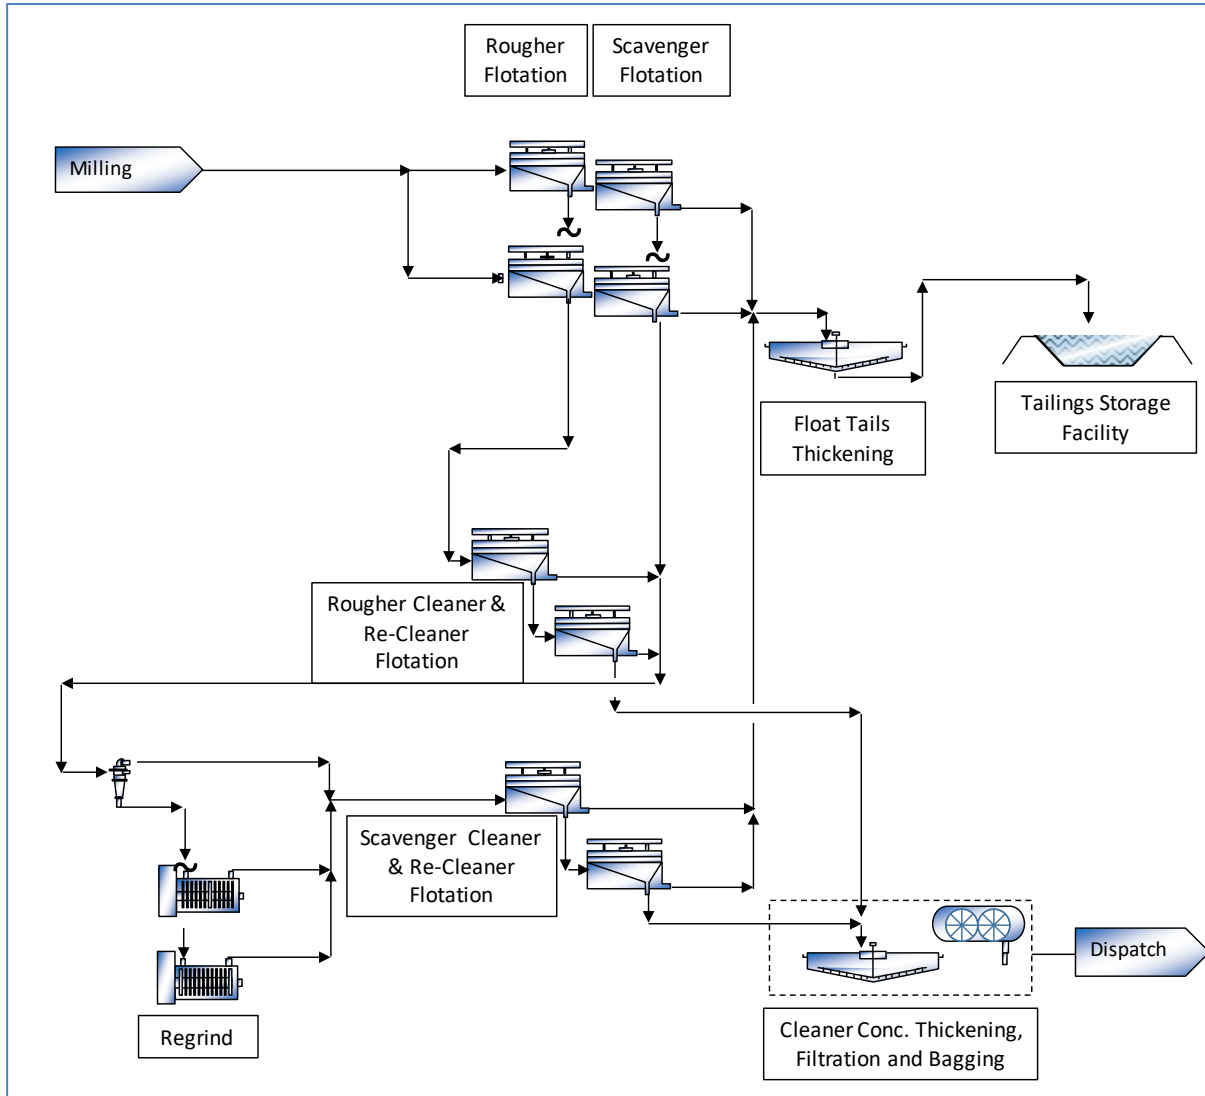 Rougher
Flotation
Scavenger
Flotation
Milling
Float Tails
Thickening
Tailings Storage
Facility
Rougher Cleaner &
Re-Cleaner
Flotation
Scavenger Cleaner
& Re-Cleaner
Flotation
Dispatch
Regrind
Cleaner Conc. Thickening,
Filtration and Bagging